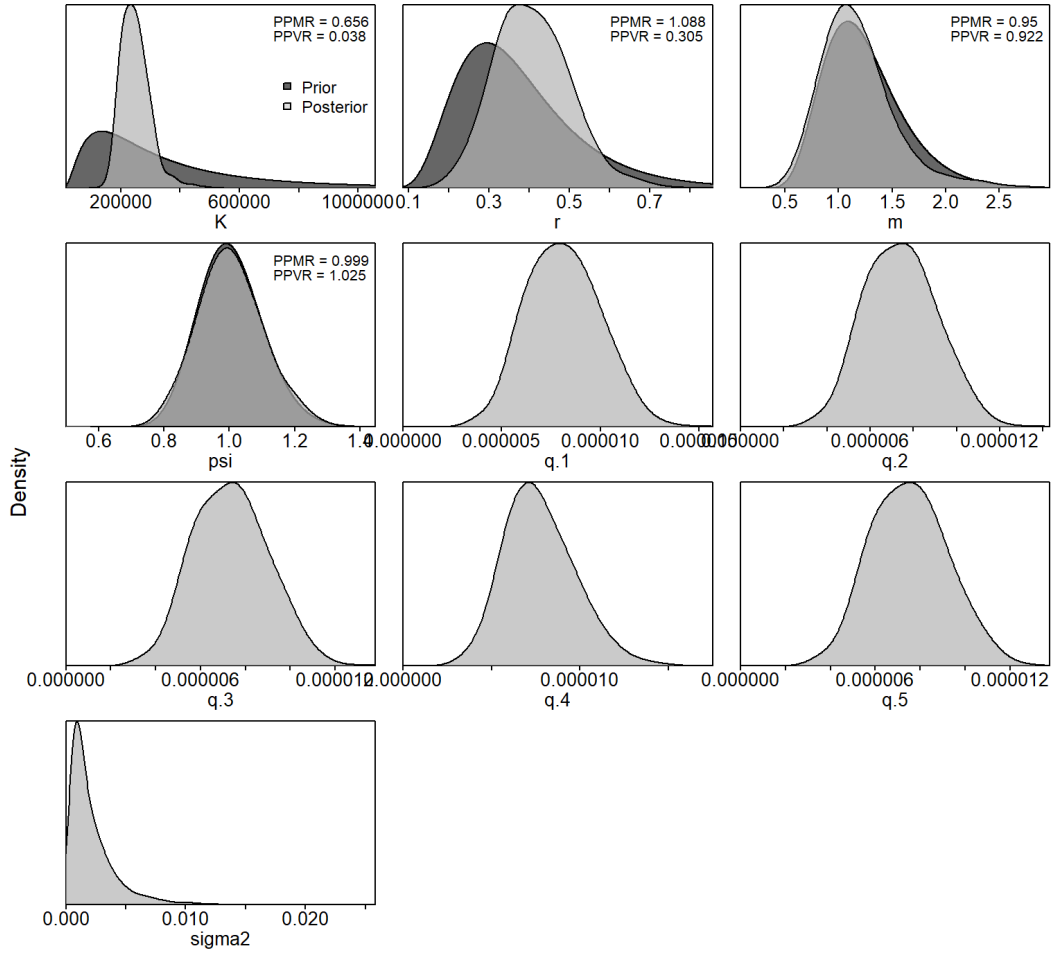 PPMR = 0.656
PPVR = 0.038
Prior
Posterior
200000 600000 1000000
K
PPMR = 1.088
PPVR = 0.305
0.1 0.3 0.5 0.7
r
PPMR = 0.95
PPVR = 0.922
0.5 1.0 1.5 2.0 2.5
m
PPMR = 0.999
PPVR = 1.025
0.6 0.8 1.0 1.2 1.4
psi
0.000000 0.000005 0.000010 0.000015
q.1
0.000000 0.000006 0.000012
q.2
Density
0.000000 0.000006 0.000012
q.3
0.000000 0.000010
q.4
0.000000 0.000006 0.000012
q.5
0.000 0.010 0.020
sigma2